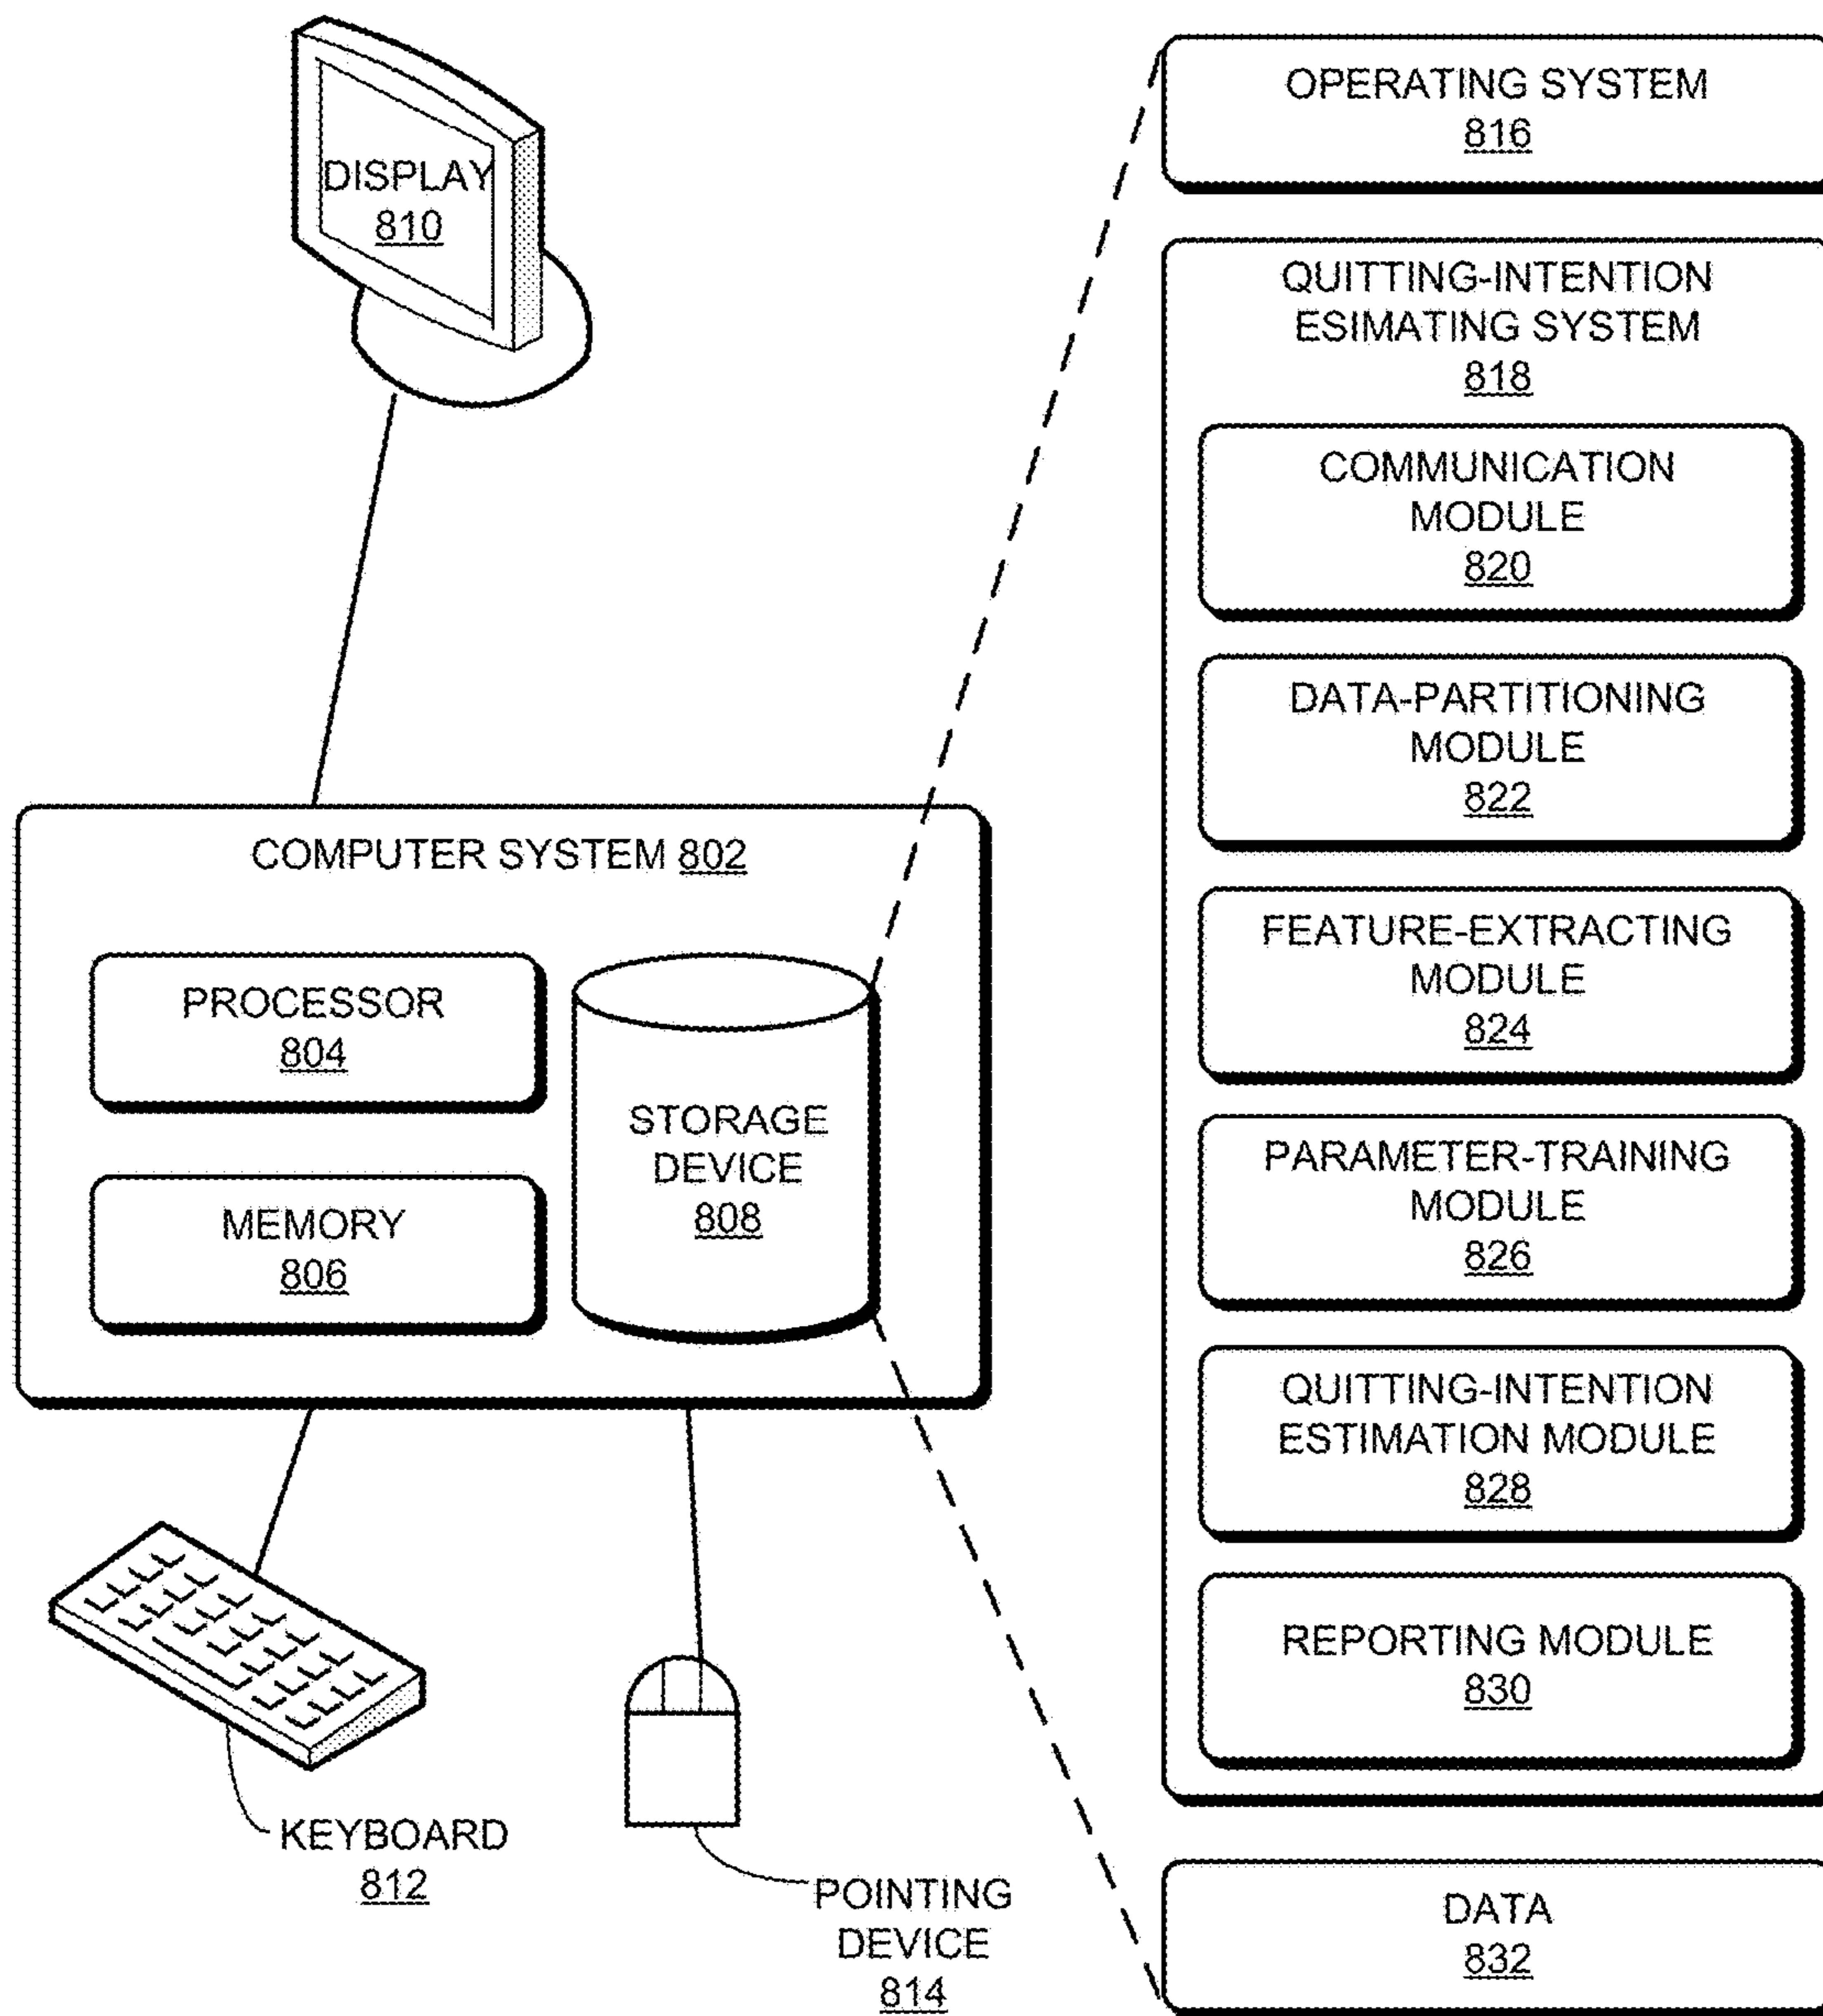 DISPLAY
810
COMPUTER SYSTEM 802
PROCESSOR
804
MEMORY
806
STORAGE
DEVICE
808
KEYBOARD
812
POINTING
DEVICE
814
OPERATING SYSTEM
816
QUITTING-INTENTION
ESIMATING SYSTEM
818
COMMUNICATION
MODULE
820
DATA-PARTITIONING
MODULE
822
FEATURE-EXTRACTING
MODULE
824
PARAMETER-TRAINING
MODULE
826
QUITTING-INTENTION
ESTIMATION MODULE
828
REPORTING MODULE
830
DATA
832